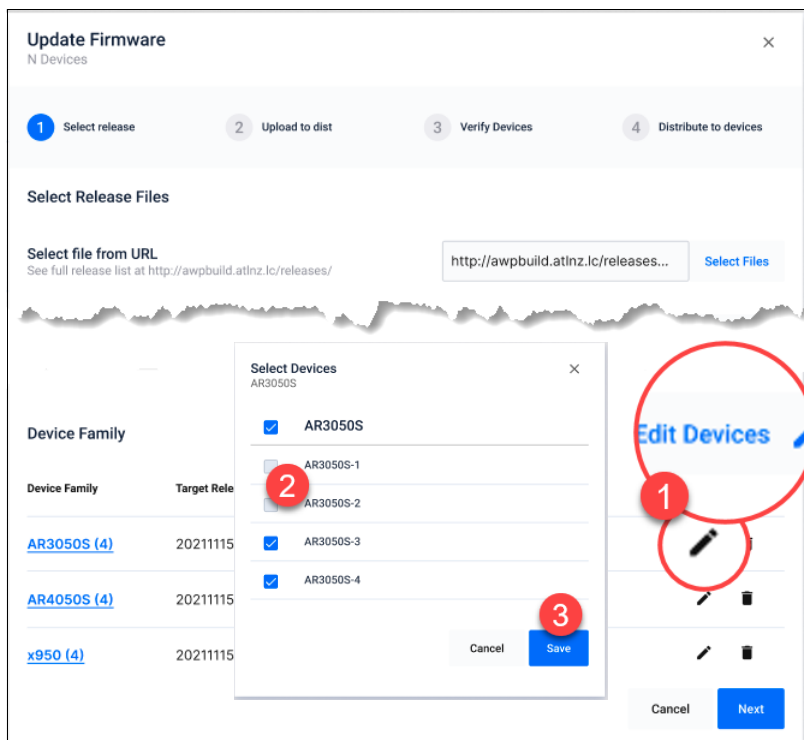 Update Firmware
N Devices
1 Select release
2 Upload to dist
3 Verify Devices
4 Distribute to devices
Select Release Files
Select file from URL
See full release list at http://awpbuild.atlnz.lc/releases/
http://awpbuild.atlnz.lc/releases...
Select Files
Select Devices
AR3050S
AR3050S
AR3050S-1
2
AR3050S-2
AR3050S-3
AR3050S-4
3
Cancel
Save
Edit Devices
1
Device Family
Device Family
Target Rele
AR3050S (4)
20211115
AR4050S (4)
20211115
x950 (4)
20211115
Cancel
Next